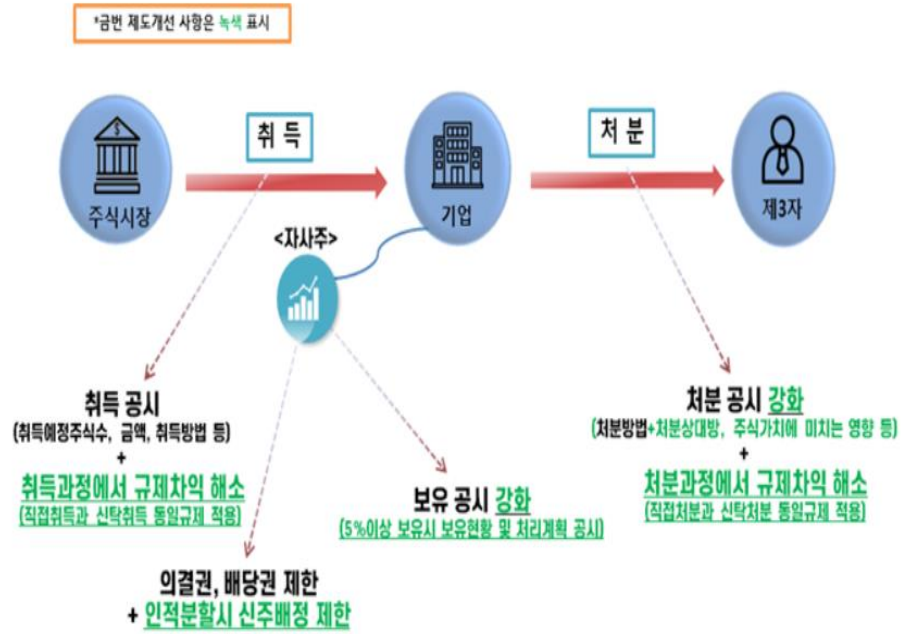 *금번 제도개선 사항은 녹색 표시
취 득
처 분
주식시장
기업
제3자
<자사주>
취득 공시
(취득예정주식수, 금액, 취득방법 등)
+
취득과정에서 규제차익 해소
(직접취득과 신탁취득 동일규제 적용)
의결권, 배당권 제한
+ 인적분할시 신주배정 제한
보유 공시 강화
(5%이상 보유시 보유현황 및 처리계획 공시)
처분 공시 강화
(처분방법+처분상대방, 주식가치에 미치는 영향 등)
+
처분과정에서 규제차익 해소
(직접처분과 신탁처분 동일규제 적용)